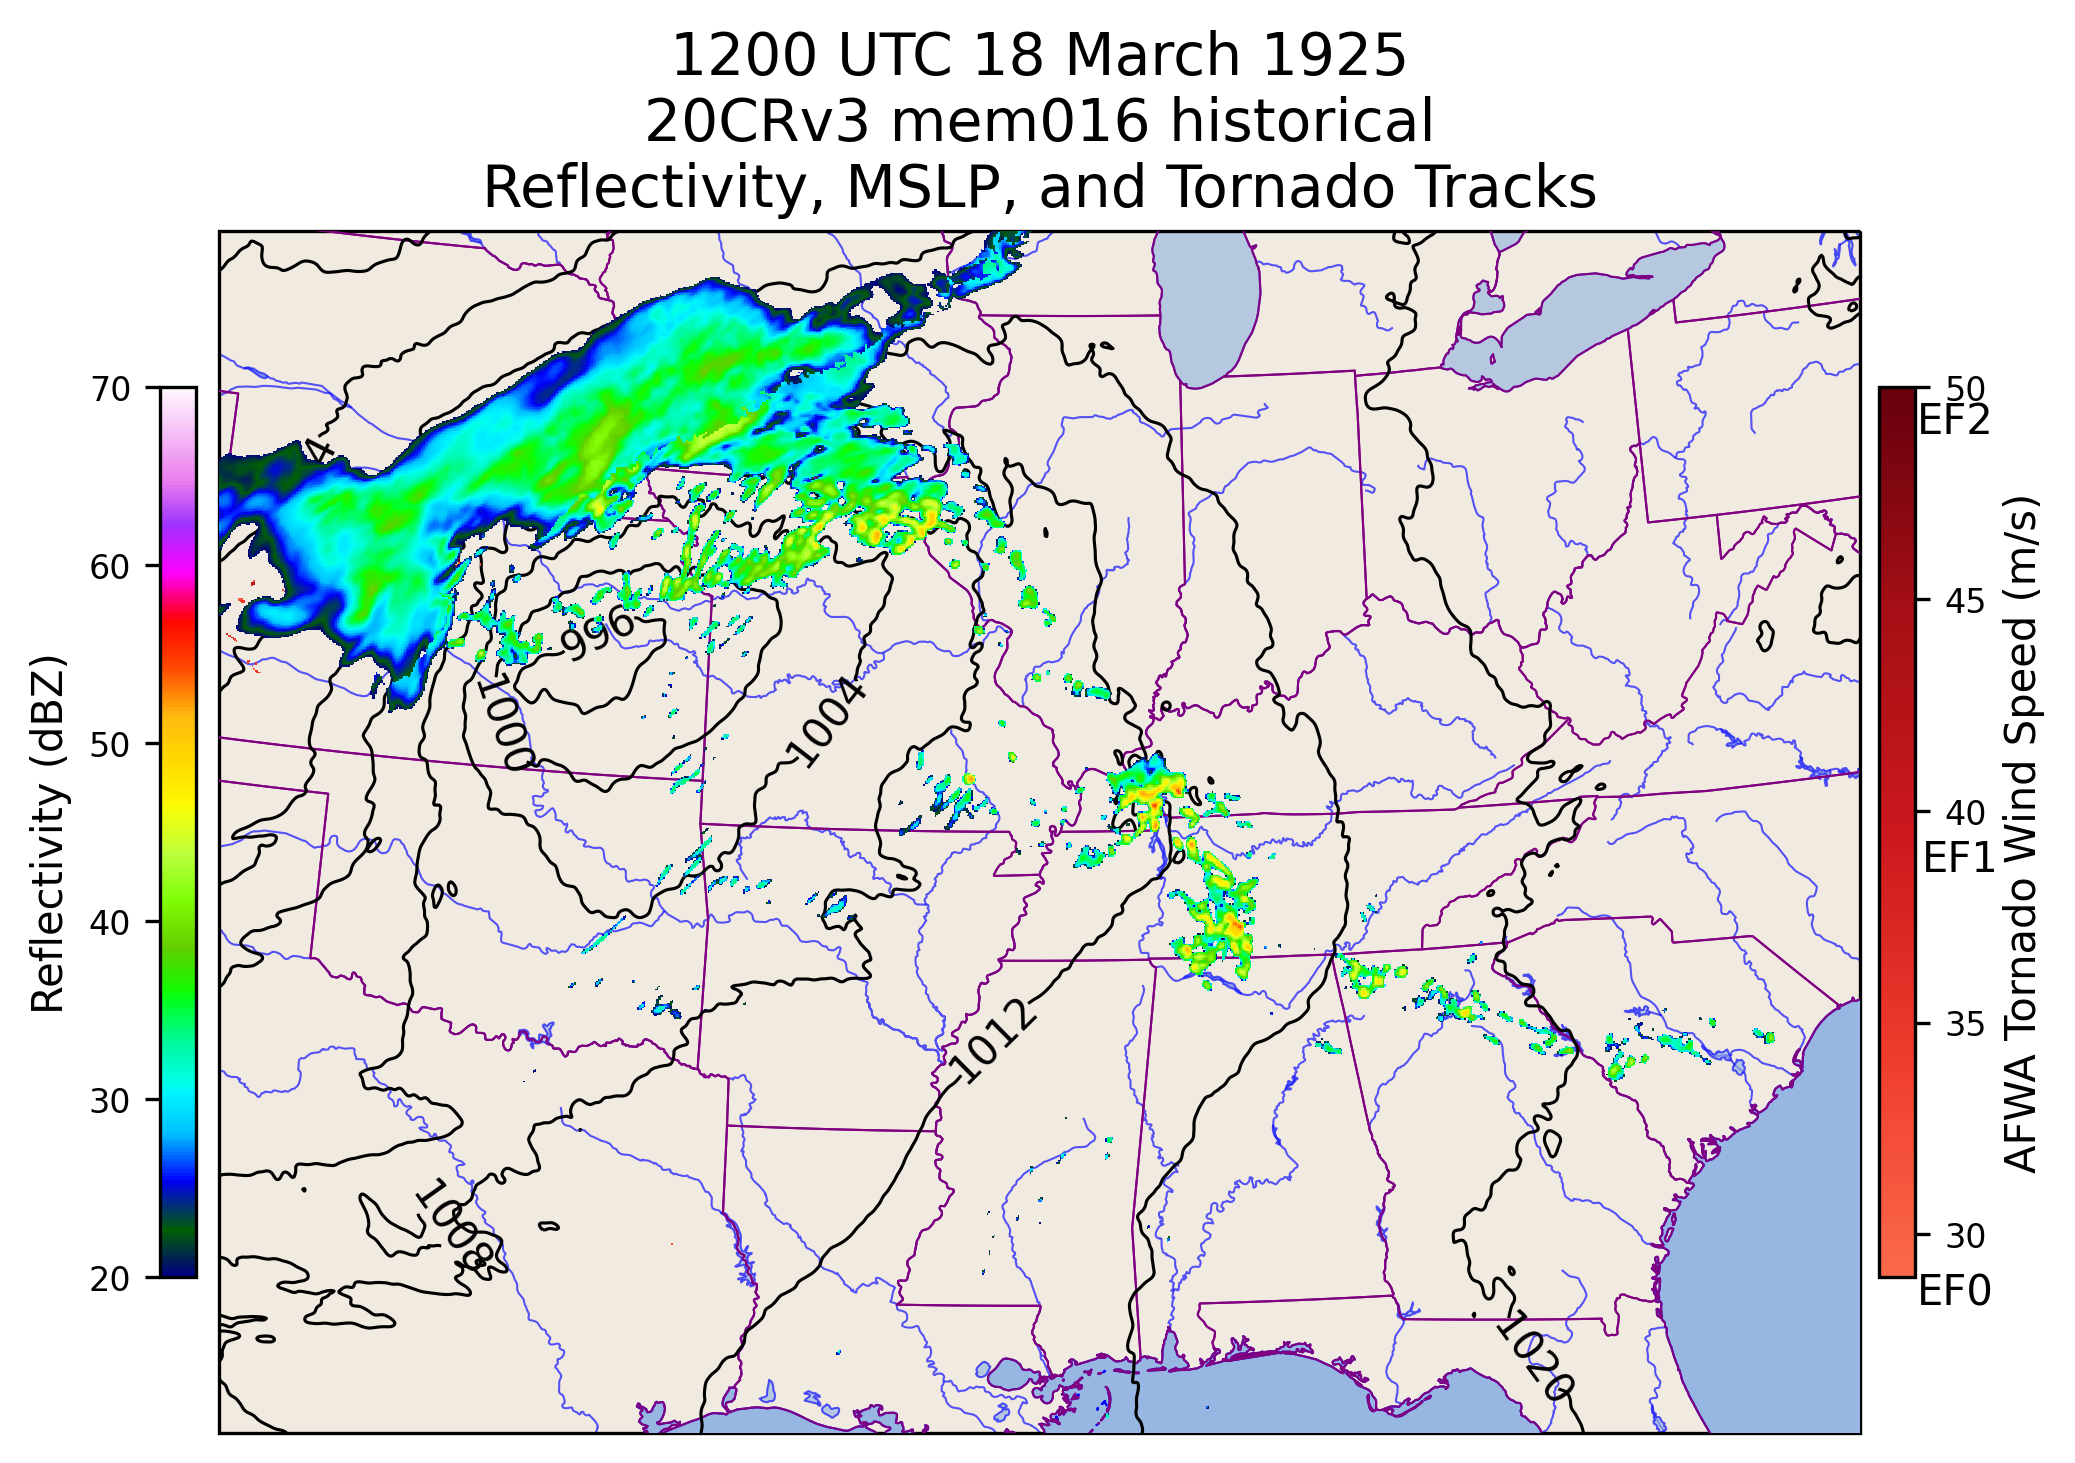 1200 UTC 18 March 1925
20CRv3 mem016 historical
Reflectivity, MSLP, and Tornado Tracks
Reflectivity (dBZ)
70
60
50
40
30
20
4
996
1000
1004
1012
1008
1020
50
EF2
45
40
EF1
35
30
EF0
AFWA Tornado Wind Speed (m/s)